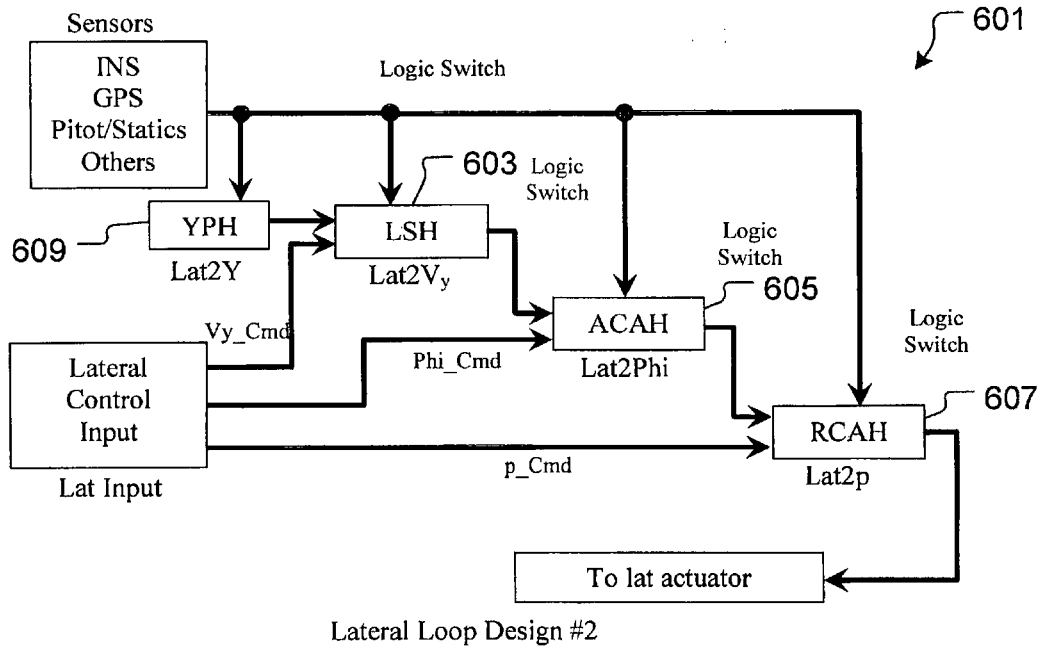 Sensors
601
INS
GPS
Pitot/Statics
Others
Logic Switch
603
Logic
Switch
YPH
LSH
609
Lat2Y
Lat2Vy
Logic
Switch
605
ACAH
Vy_Cmd
Phi_Cmd
Lat2Phi
Logic
Switch
Lateral
Control
Input
607
RCAH
p_Cmd
Lat2p
Lat Input
To lat actuator
Lateral Loop Design #2